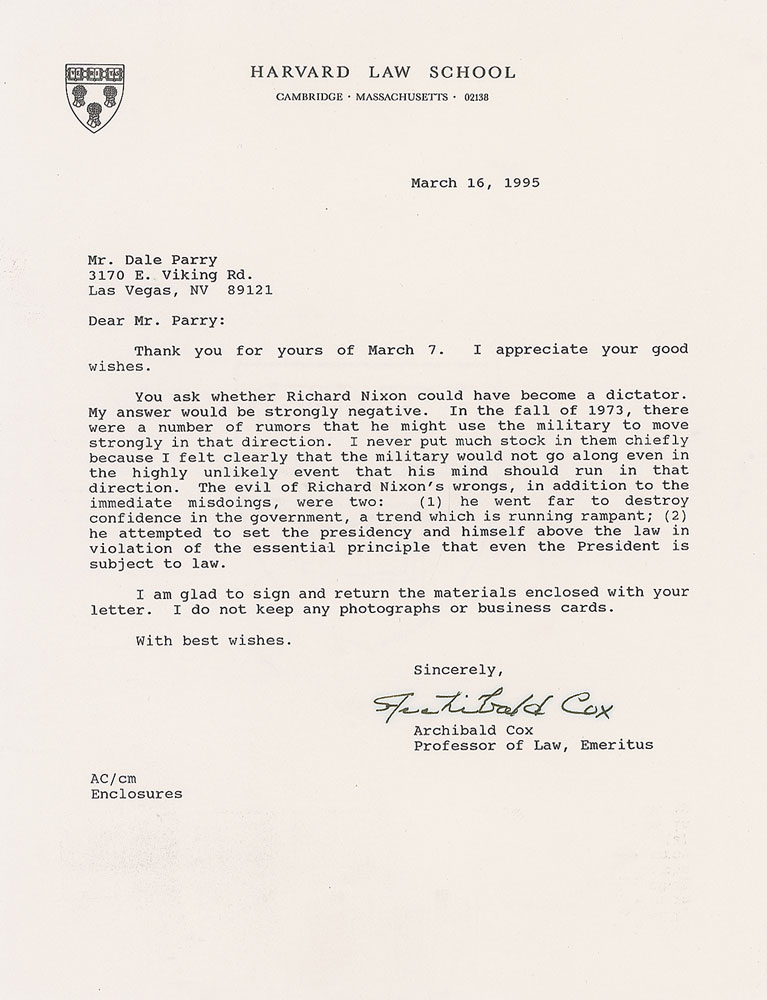 HARVARD LAW SCHOOL
CAMBRIDGE · MASSACHUSETTS · 02138
March 16, 1995
Mr. Dale Parry
3170 E. Viking Rd.
Las Vegas, NV 89121
Dear Mr. Parry:
Thank you for yours of March 7. I appreciate your good
wishes.
You ask whether Richard Nixon could have become a dictator.
My answer would be strongly negative. In the fall of 1973, there
were a number of rumors that he might use the military to move
strongly in that direction. I never put much stock in them chiefly
because I felt clearly that the military would not go along even in
the highly unlikely event that his mind should run in that
direction. The evil of Richard Nixon's wrongs, in addition to the
immediate misdoings, were two: (1) he went far to destroy
confidence in the government, a trend which is running rampant; (2)
he attempted to set the presidency and himself above the law in
violation of the essential principle that even the President is
subject to law.
I am glad to sign and return the materials enclosed with your
letter. I do not keep any photographs or business cards.
With best wishes.
Sincerely,
Archibald Cox
Archibald Cox
Professor of Law, Emeritus
AC/cm
Enclosures